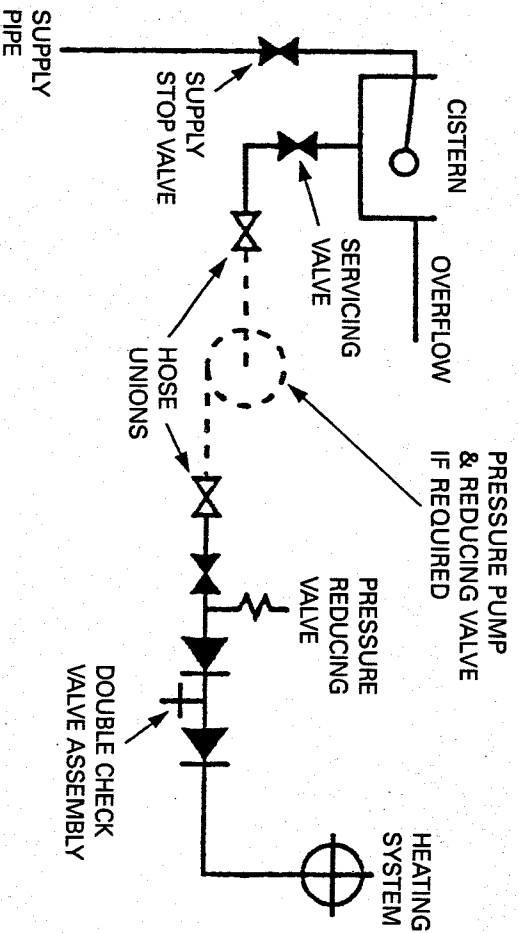 SUPPLY
PIPE
SUPPLY
STOP VALVE
CISTERN
OVERFLOW
SERVICING
VALVE
HOSE
UNIONS
PRESSURE PUMP
& REDUCING VALVE
IF REQUIRED
PRESSURE
REDUCING
VALVE
DOUBLE CHECK
VALVE ASSEMBLY
HEATING
SYSTEM